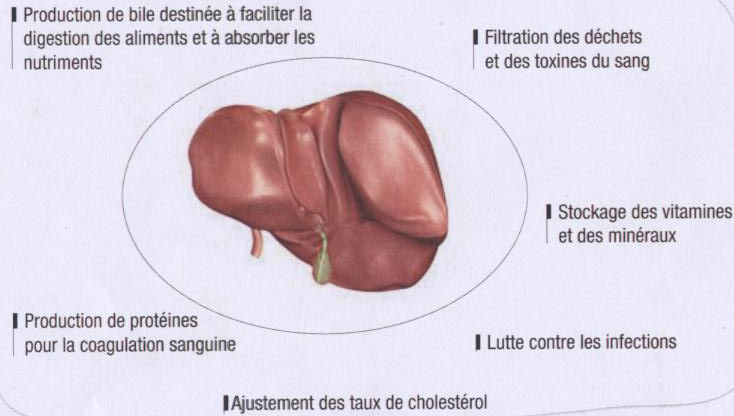 Production de bile destinée à faciliter la
digestion des aliments et à absorber les
nutriments
Filtration des déchets
et des toxines du sang
Stockage des vitamines
et des minéraux
Production de protéines
pour la coagulation sanguine
Lutte contre les infections
Ajustement des taux de cholestérol